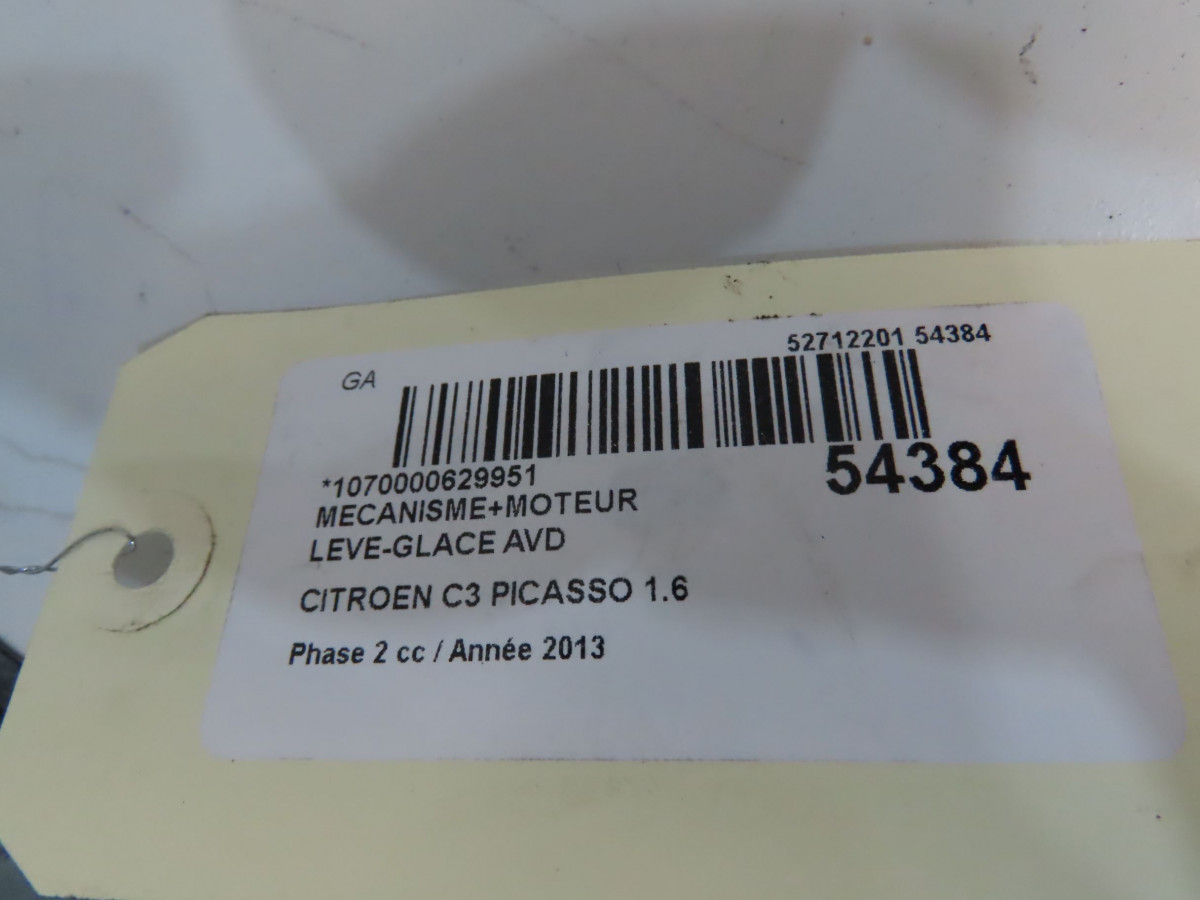 52712201 54384
GA
*1070000629951
54384
MECANISME+MOTEUR
LEVE-GLACE AVD
CITROEN C3 PICASSO 1.6
Phase 2 cc / Année 2013